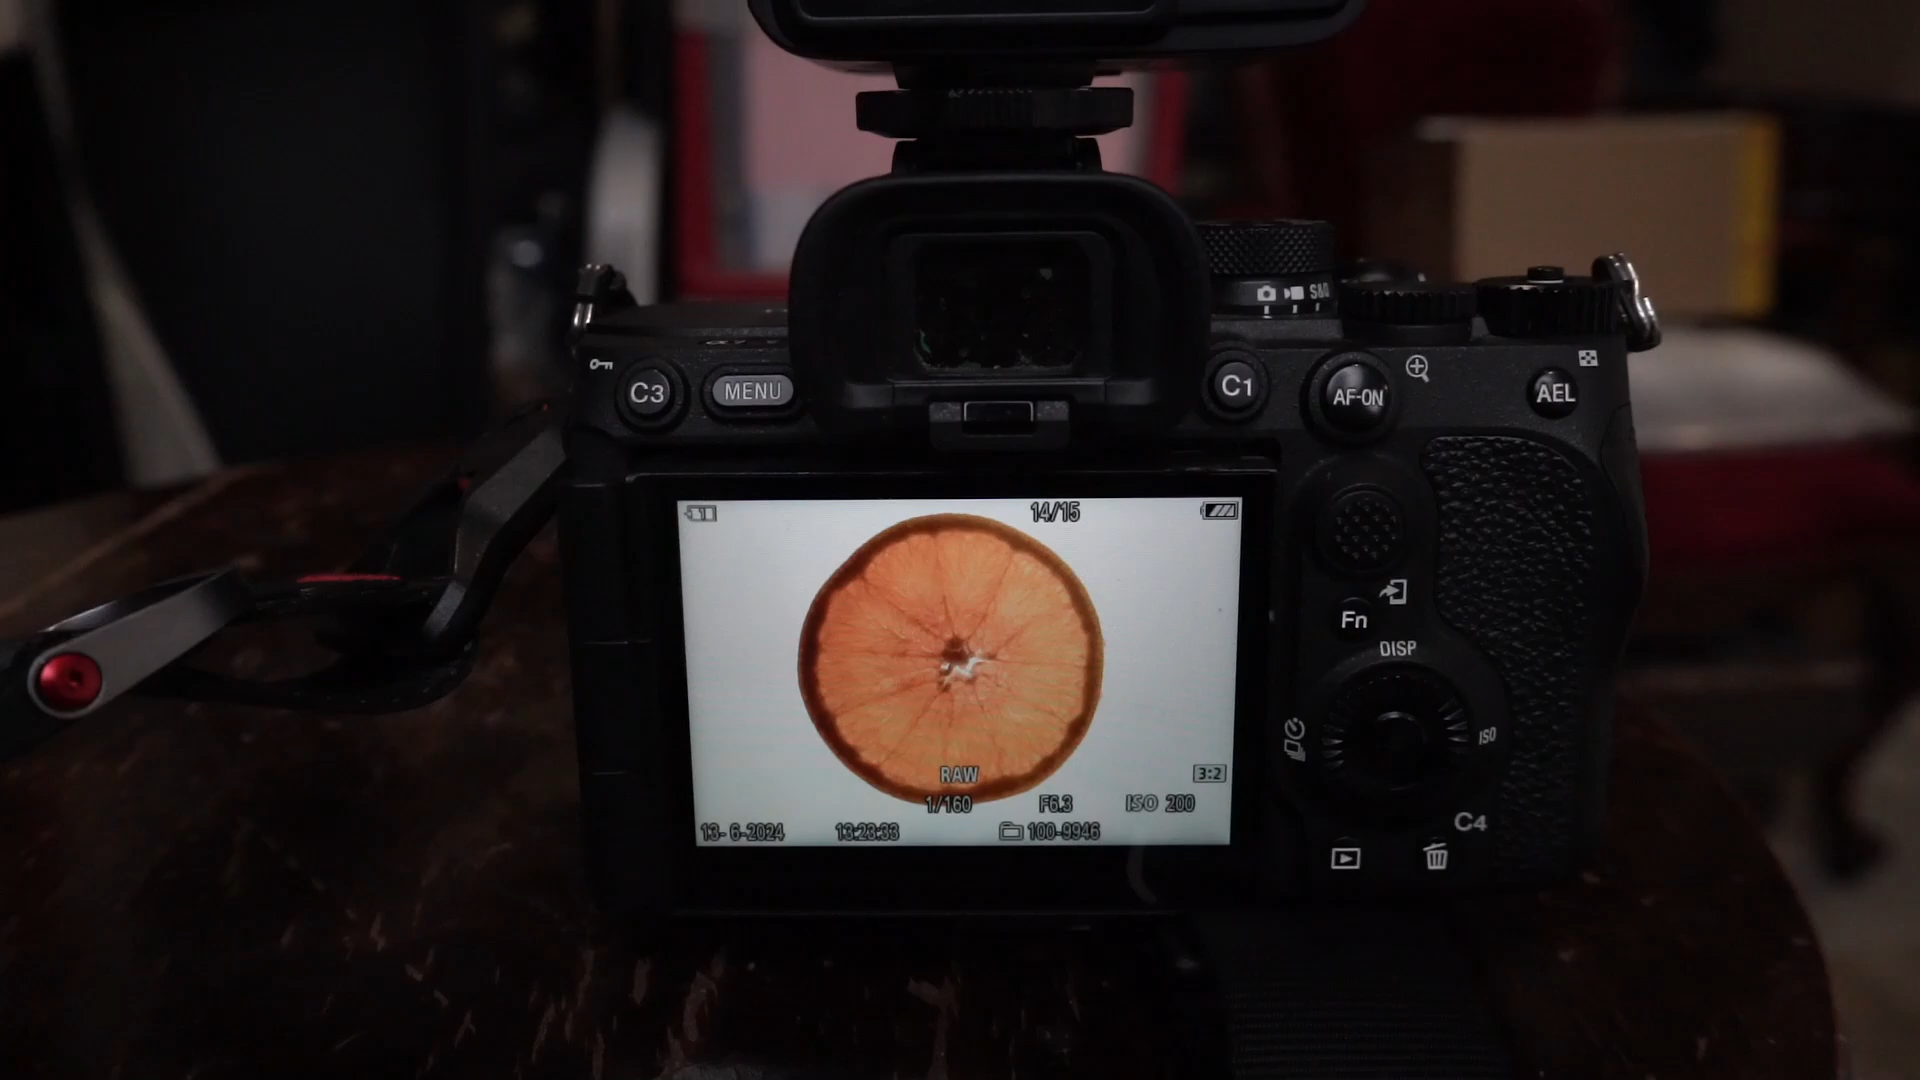 S&Q
C3
MENU
C1
AF-ON
AEL
1
14/15
Fn
DISP
ISO
RAW
3:2
1/160
F6.3
ISO 200
13- 6-2024
13:23:33
100-9946
C4